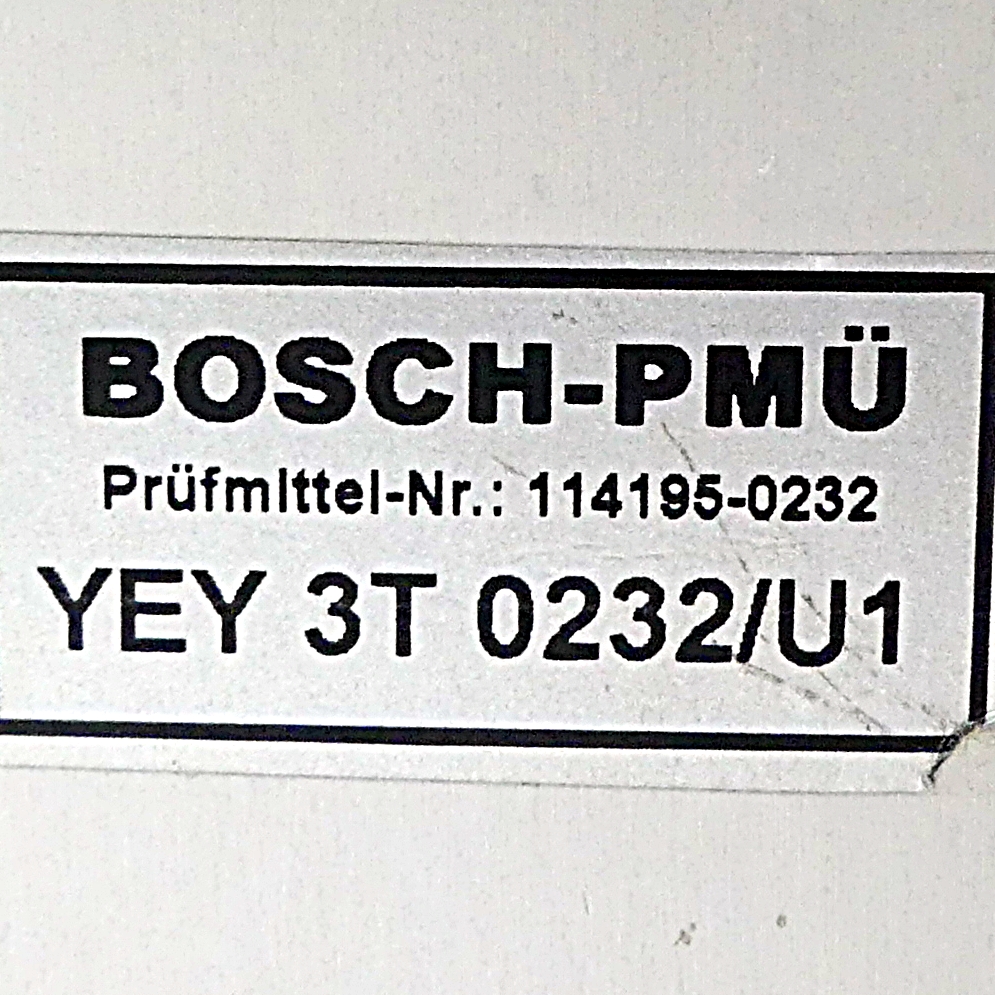 BOSCH-PMÜ
Prüfmittel-Nr.: 114195-0232
YEY 3T 0232/U1